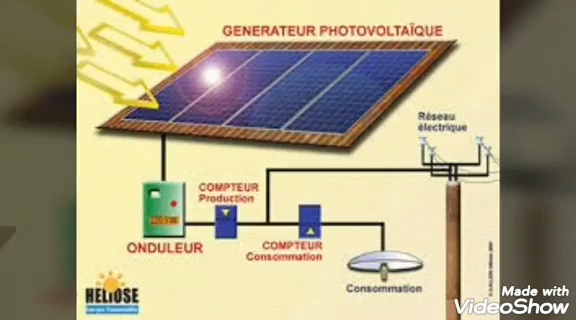 GENERATEUR PHOTOVOLTAÏQUE
Réseau
électrique
COMPTEUR
Production
ONDULEUR
COMPTEUR
Consommation
Consommation
HELIOSE
Made with
VideoShow